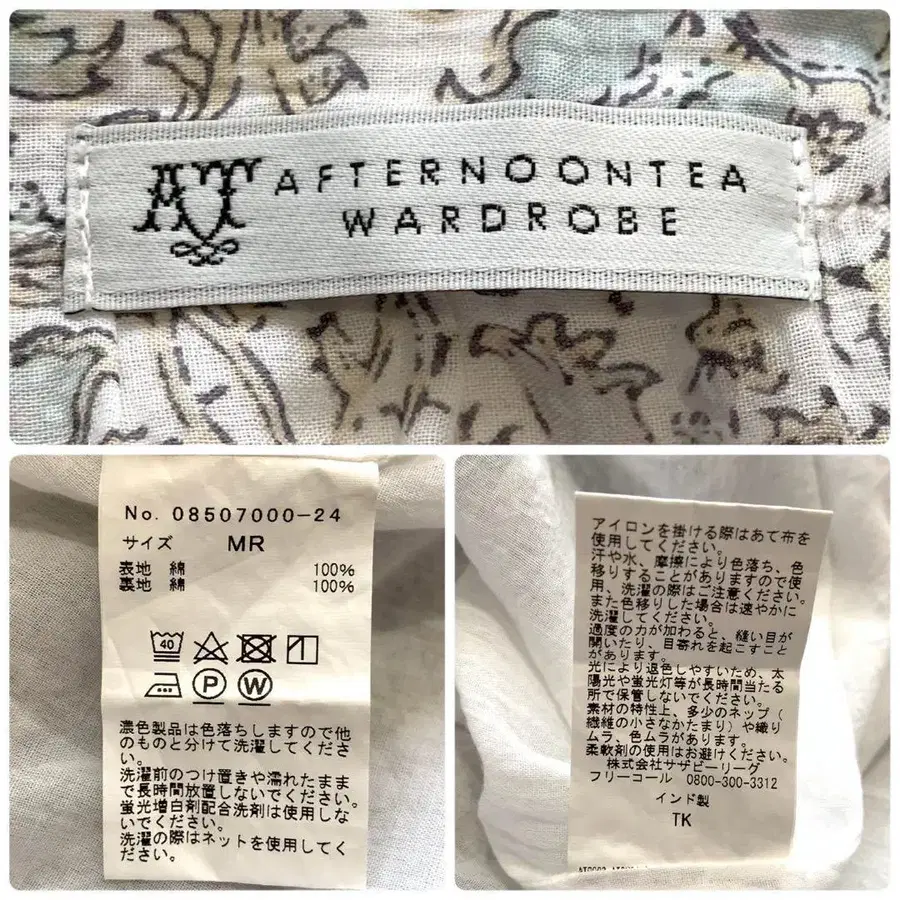 AT AFTERNOONTEA
WARDROBE
No. 08507000-24
サイズ MR
表地 綿 100%
裏地 綿 100%
40
P W
濃色製品は色落ちしますので他
のものと分けて洗濯してくださ
い。
洗濯前のつけ置きや濡れたまま
で長時間放置しないでください。
蛍光増白剤配合洗剤は使用しな
いでください。
洗濯の際はネットを使用してく
ださい。
アイロンを掛ける際はあて布を
使用してください。
汗や水、摩擦により色落ち、色
移りすることがありますので使
用、洗濯の際はご注意ください。
また色移りした場合は速やかに
洗濯してください。
過度の力が加わると、縫い目が
開いたり、目寄れを起こすこと
があります。
光により退色しやすいため、太
陽光や蛍光灯等が長時間当たる
所で保管しないでください。
素材の特性上、多少のネップ（
繊維の小さなかたまり）や織り
ムラ、色ムラがあります。
柔軟剤の使用はお避けください。
株式会社サザビーリーグ
フリーコール 0800-300-3312
インド製
TK